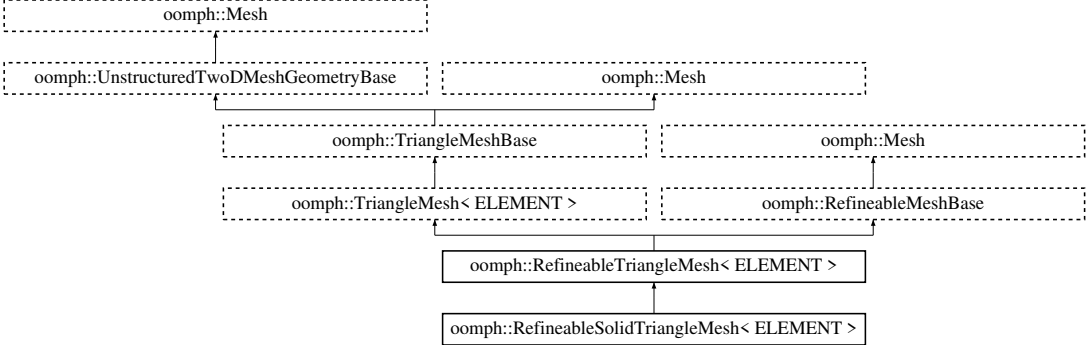 oomph::Mesh
oomph::UnstructuredTwoDMeshGeometryBase
oomph::Mesh
oomph::TriangleMeshBase
oomph::Mesh
oomph::TriangleMesh< ELEMENT >
oomph::RefineableMeshBase
oomph::RefineableTriangleMesh< ELEMENT >
oomph::RefineableSolidTriangleMesh< ELEMENT >